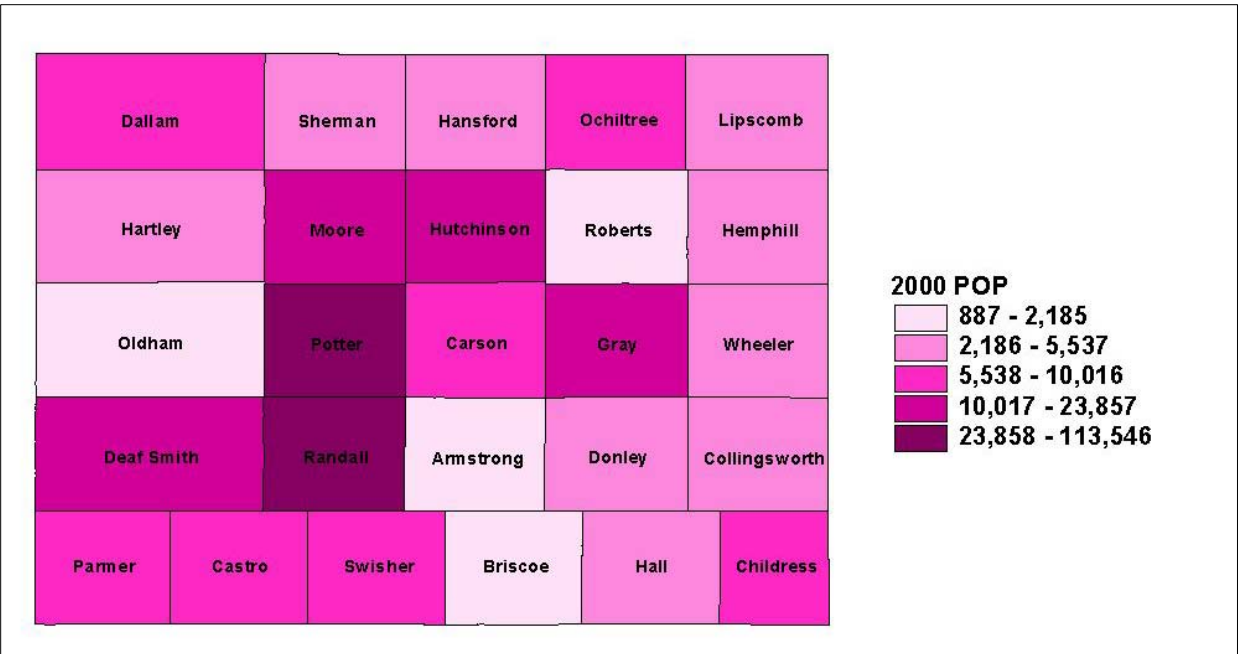 Dallam Sherman Hansford Ochiltree Lipscomb
Hartley Moore Hutchinson Roberts Hemphill
Oldham Potter Carson Gray Wheeler
Deaf Smith Randall Armstrong Donley Collingsworth
Parmer Castro Swisher Briscoe Hall Childress
2000 POP
887 - 2,185
2,186 - 5,537
5,538 - 10,016
10,017 - 23,857
23,858 - 113,546